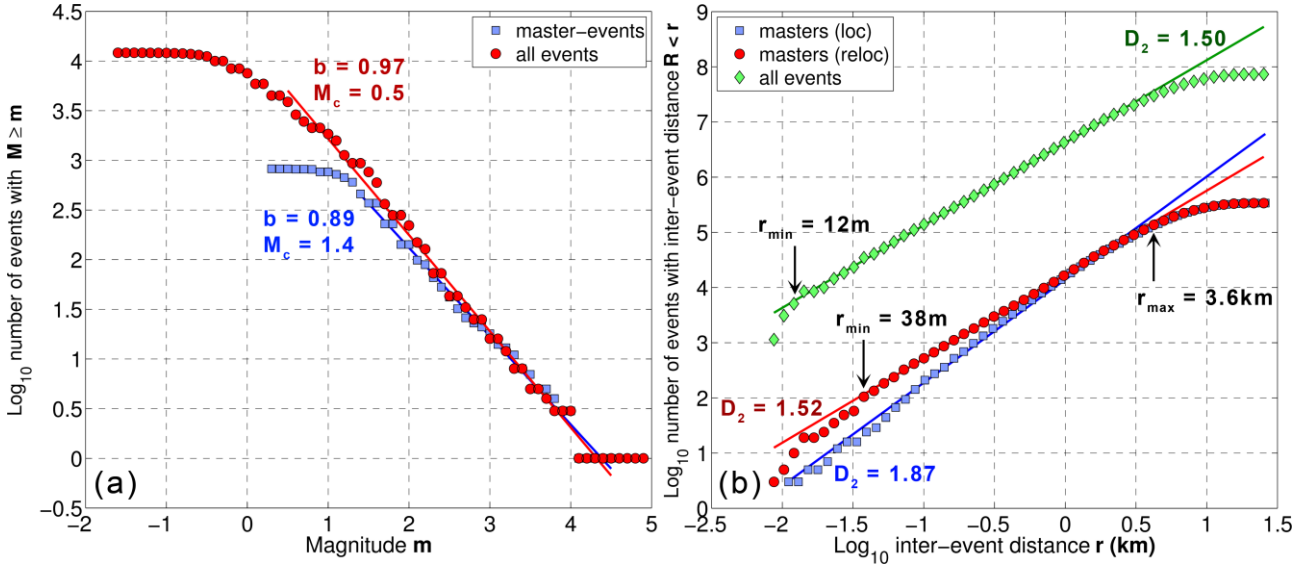 Log10 number of events with M ≥ m
4.5
4
3.5
3
2.5
2
1.5
1
0.5
0
−0.5
master-events
all events
b = 0.97
Mc = 0.5
b = 0.89
Mc = 1.4
(a)
−2 −1 0 1 2 3 4 5
Magnitude m
Log10 number of events with inter-event distance R < r
9
8
7
6
5
4
3
2
1
0
masters (loc)
masters (reloc)
all events
D2 = 1.50
rmin = 12m
rmax = 3.6km
rmin = 38m
D2 = 1.52
D2 = 1.87
(b)
−2.5 −2 −1.5 −1 −0.5 0 0.5 1 1.5
Log10 inter-event distance r (km)